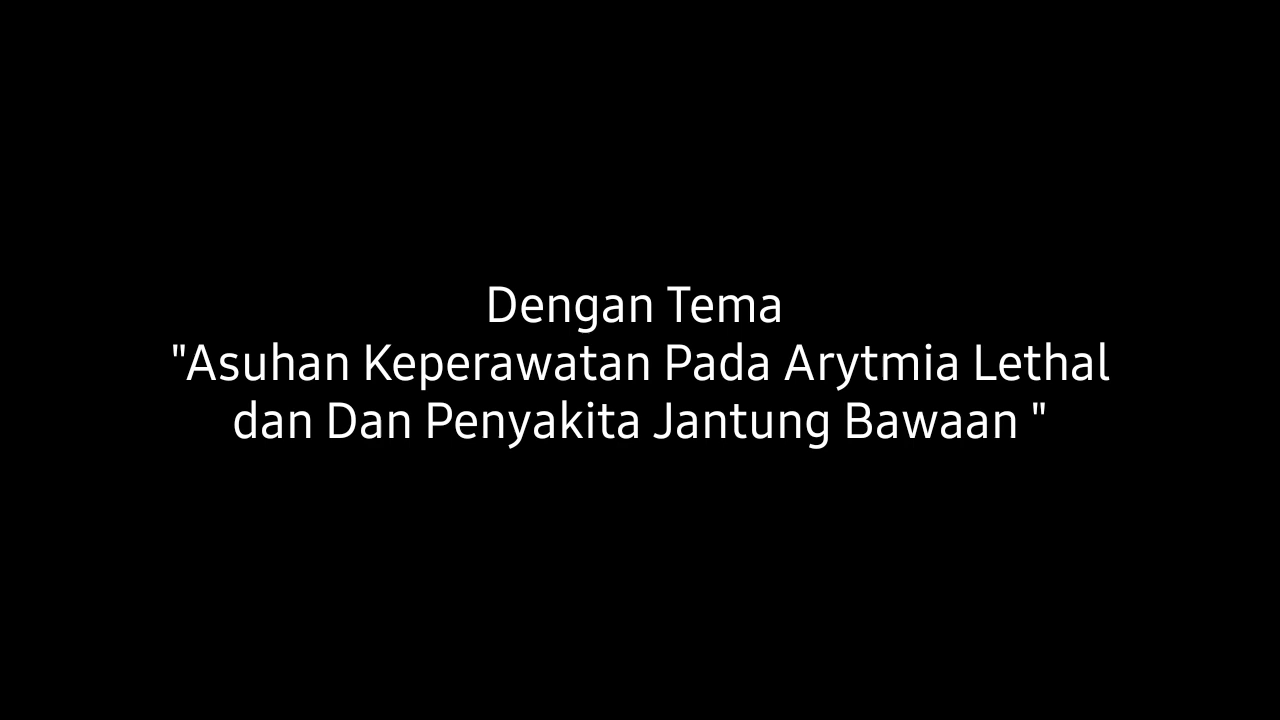 Dengan Tema
"Asuhan Keperawatan Pada Arytmia Lethal
dan Dan Penyakita Jantung Bawaan "